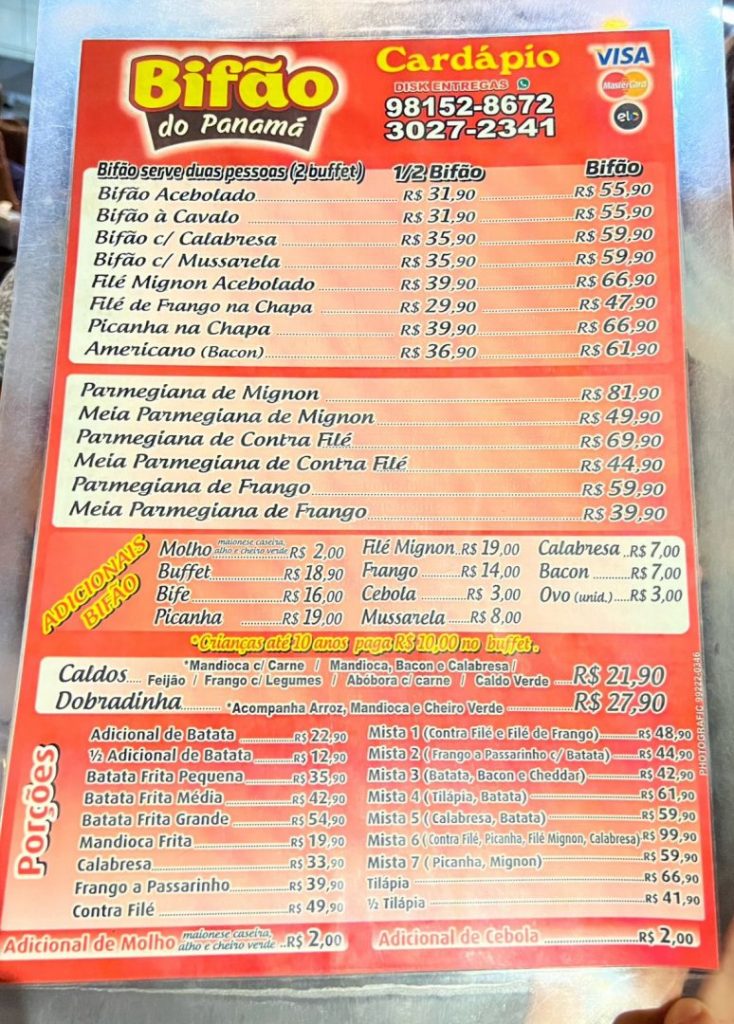 Bifão
do Panamá
Cardápio
DISK ENTREGAS
98152-8672
3027-2341
VISA
MasterCard
elo
Bifão serve duas pessoas (2 buffet) 1/2 Bifão Bifão
Bifão Acebolado R$ 31,90 R$ 55,90
Bifão à Cavalo R$ 31,90 R$ 55,90
Bifão c/ Calabresa R$ 35,90 R$ 59,90
Bifão c/ Mussarela R$ 35,90 R$ 59,90
Filé Mignon Acebolado R$ 39,90 R$ 66,90
Filé de Frango na Chapa R$ 29,90 R$ 47,90
Picanha na Chapa R$ 39,90 R$ 66,90
Americano (Bacon) R$ 36,90 R$ 61,90
Parmegiana de Mignon R$ 81,90
Meia Parmegiana de Mignon R$ 49,90
Parmegiana de Contra Filé R$ 69,90
Meia Parmegiana de Contra Filé R$ 44,90
Parmegiana de Frango R$ 59,90
Meia Parmegiana de Frango R$ 39,90
ADICIONAIS
BIFÃO
Molho maionese caseira, alho e cheiro verde R$ 2,00
Buffet R$ 18,90
Bife R$ 16,00
Picanha R$ 19,00
Filé Mignon R$ 19,00
Frango R$ 14,00
Cebola R$ 3,00
Mussarela R$ 8,00
Calabresa R$ 7,00
Bacon R$ 7,00
Ovo (unid.) R$ 3,00
*Crianças até 10 anos paga R$ 10,00 no buffet.
Caldos *Mandioca c/ Carne / Mandioca, Bacon e Calabresa /
Feijão / Frango c/ Legumes / Abóbora c/ carne / Caldo Verde R$ 21,90
Dobradinha *Acompanha Arroz, Mandioca e Cheiro Verde R$ 27,90
Porções
Adicional de Batata R$ 22,90
½ Adicional de Batata R$ 12,90
Batata Frita Pequena R$ 35,90
Batata Frita Média R$ 42,90
Batata Frita Grande R$ 54,90
Mandioca Frita R$ 19,90
Calabresa R$ 33,90
Frango a Passarinho R$ 39,90
Contra Filé R$ 49,90
Mista 1 (Contra Filé e Filé de Frango) R$ 48,90
Mista 2 (Frango a Passarinho c/ Batata) R$ 44,90
Mista 3 (Batata, Bacon e Cheddar) R$ 42,90
Mista 4 (Tilápia, Batata) R$ 61,90
Mista 5 (Calabresa, Batata) R$ 59,90
Mista 6 (Contra Filé, Picanha, Filé Mignon, Calabresa) R$ 99,90
Mista 7 (Picanha, Mignon) R$ 59,90
Tilápia R$ 66,90
½ Tilápia R$ 41,90
Adicional de Molho maionese caseira, alho e cheiro verde R$ 2,00
Adicional de Cebola R$ 2,00
PHOTOGRAFIC 99222-0346